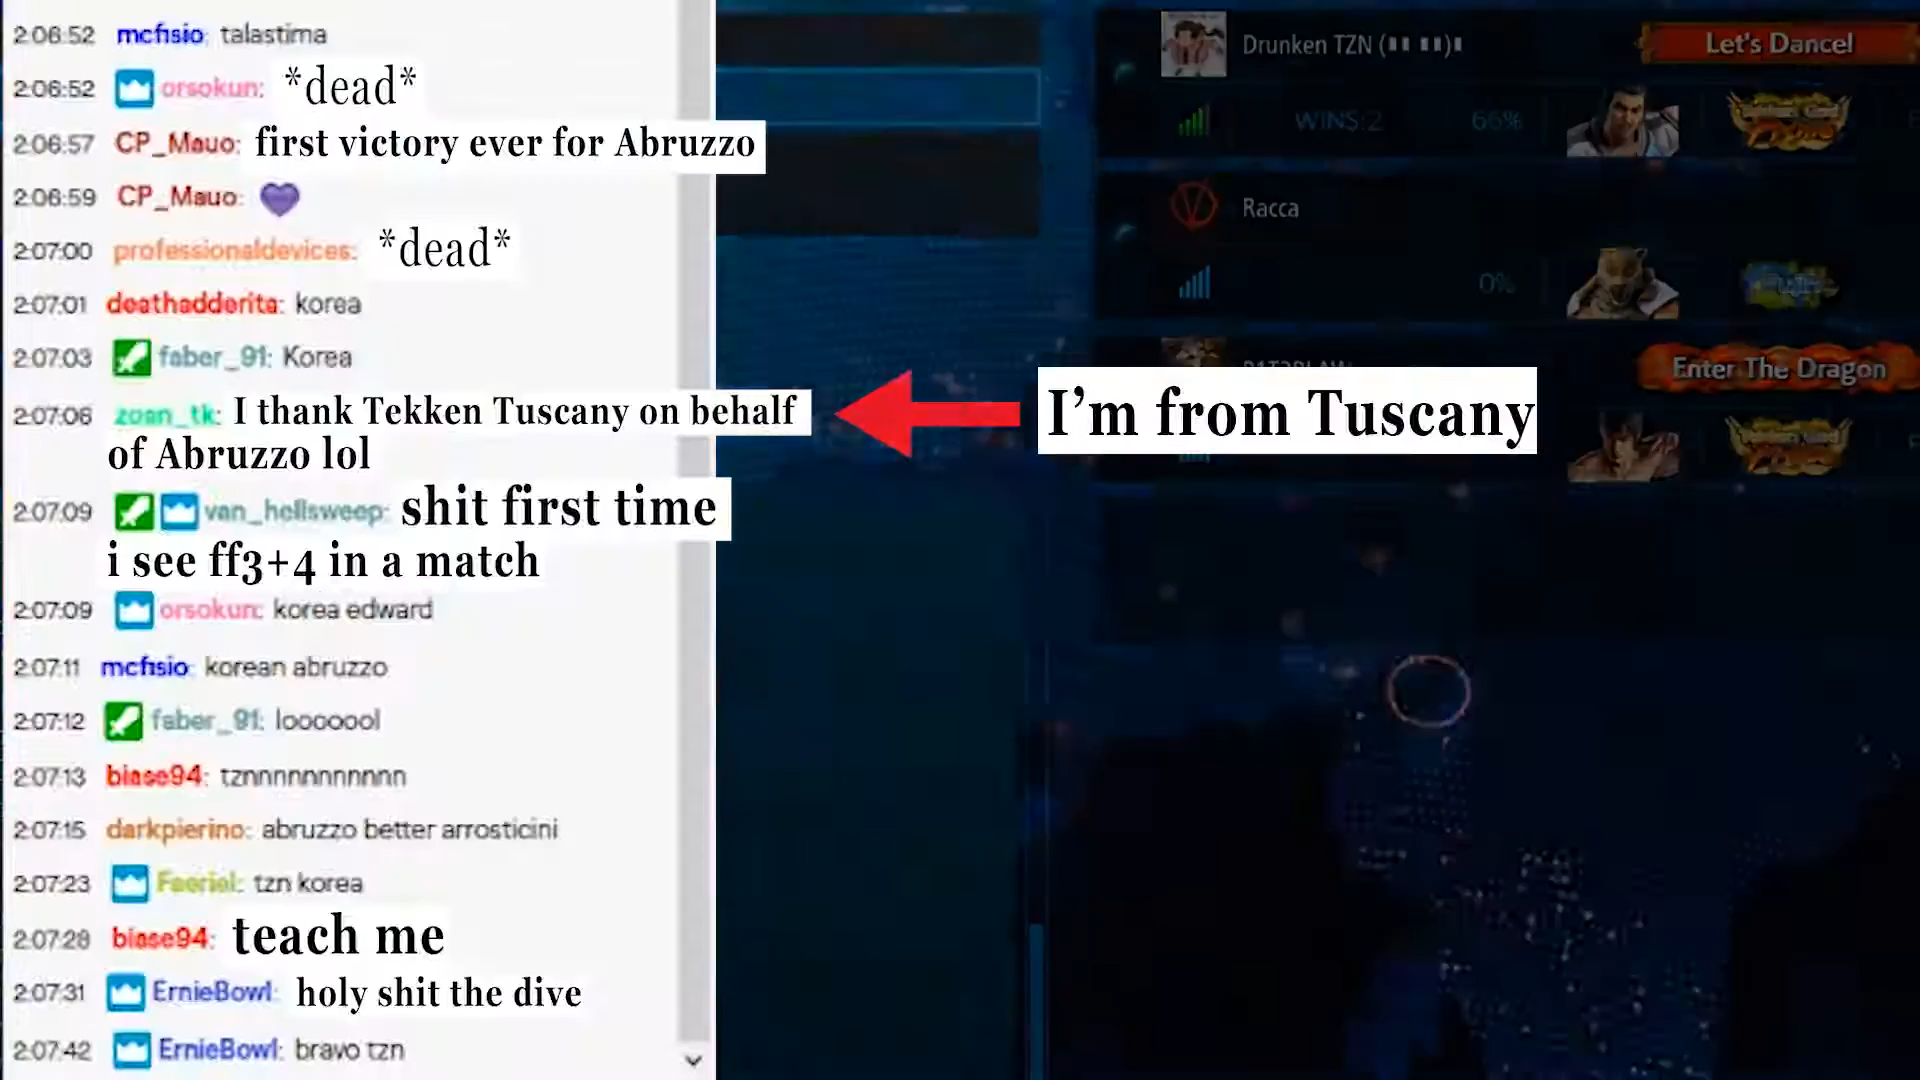 2:06:52 mcfisio: talastima
2:06:52 orsokun: *dead*
2:06:57 CP_Mauo: first victory ever for Abruzzo
2:06:59 CP_Mauo:
2:07:00 professionaldevices: *dead*
2:07:01 deathadderita: korea
2:07:03 faber_91: Korea
2:07:06 zoan_tk: I thank Tekken Tuscany on behalf
of Abruzzo lol
2:07:09 van_hellsweep: shit first time
i see ff3+4 in a match
2:07:09 orsokun: korea edward
2:07:11 mcfisio: korean abruzzo
2:07:12 faber_91: looooool
2:07:13 biase94: tznnnnnnnnnnn
2:07:15 darkpierino: abruzzo better arrosticini
2:07:23 Faeriel: tzn korea
2:07:28 biase94: teach me
2:07:31 ErnieBowl: holy shit the dive
2:07:42 ErnieBowl: bravo tzn
Drunken TZN
Let's Dance!
WINS:2 66%
Racca
0%
Enter The Dragon
I'm from Tuscany